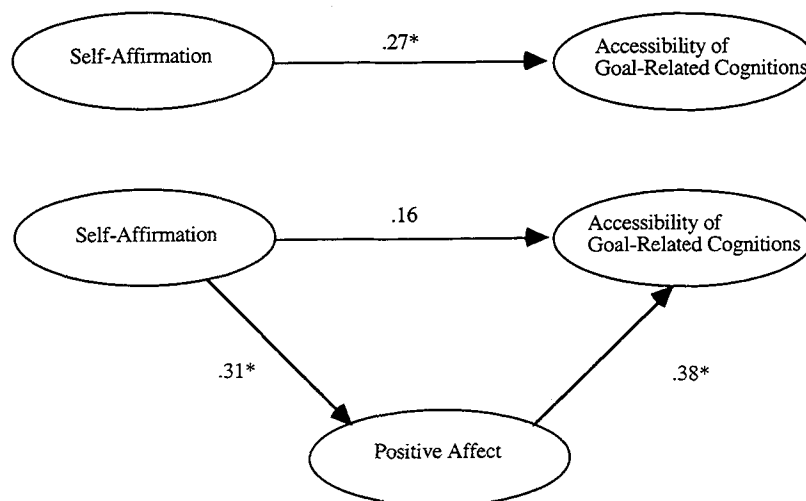 Self-Affirmation
.27*
Accessibility of
Goal-Related Cognitions
Self-Affirmation
.16
Accessibility of
Goal-Related Cognitions
.31*
.38*
Positive Affect